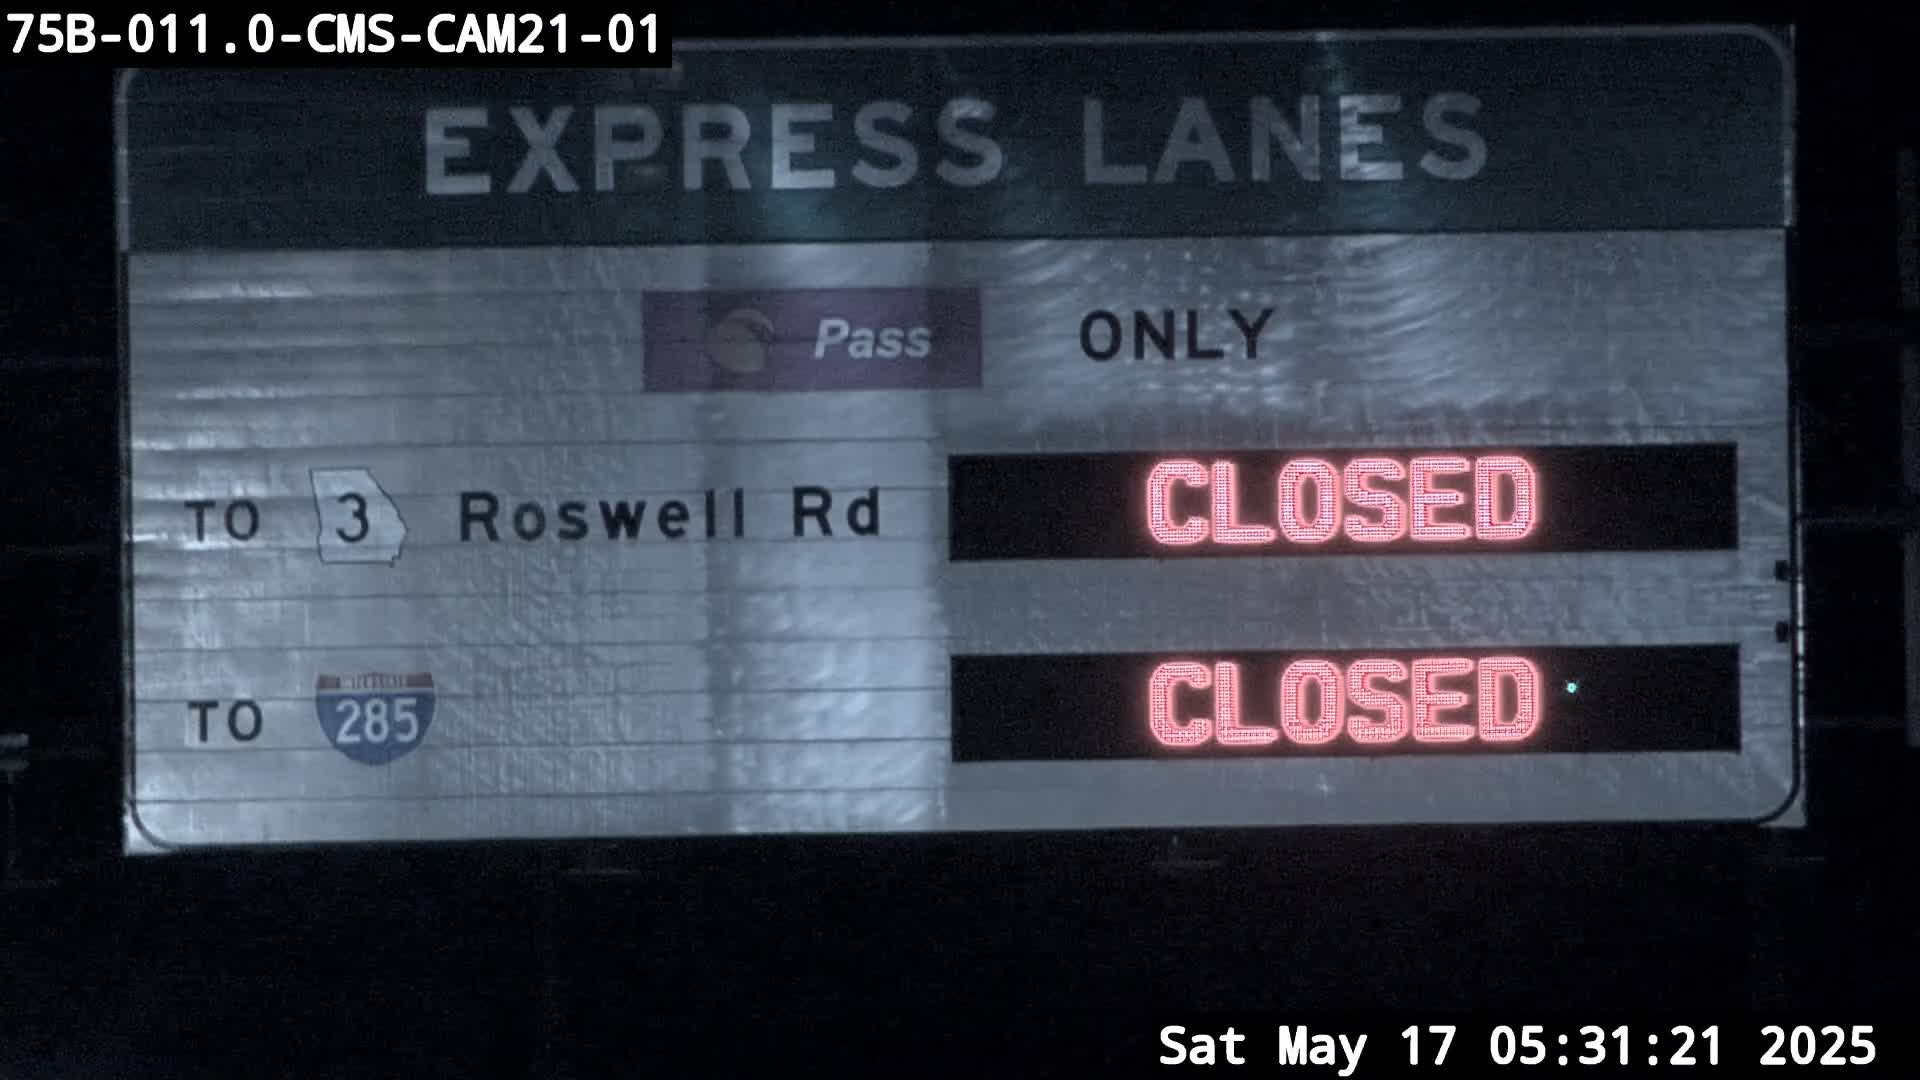 75B-011.0-CMS-CAM21-01
EXPRESS LANES
Pass ONLY
TO 3 Roswell Rd CLOSED
TO 285 CLOSED
Sat May 17 05:31:21 2025